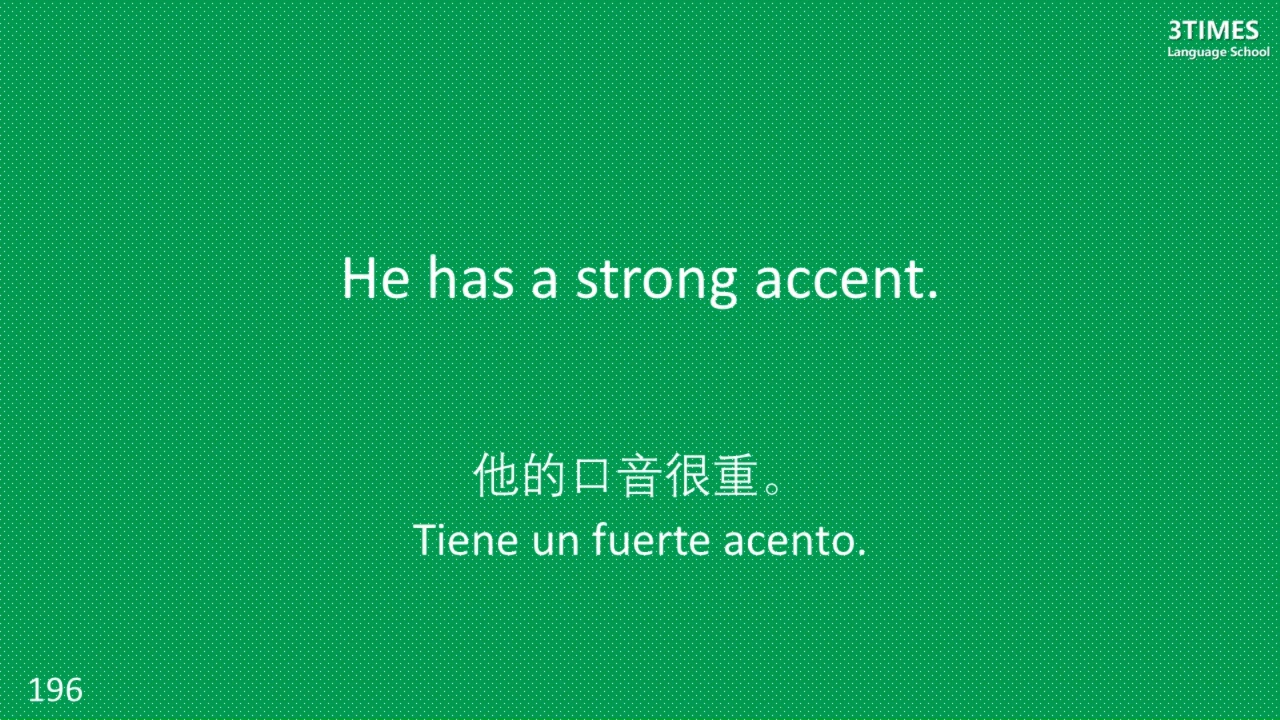 3TIMES
Language School
He has a strong accent.
他的口音很重。
Tiene un fuerte acento.
196